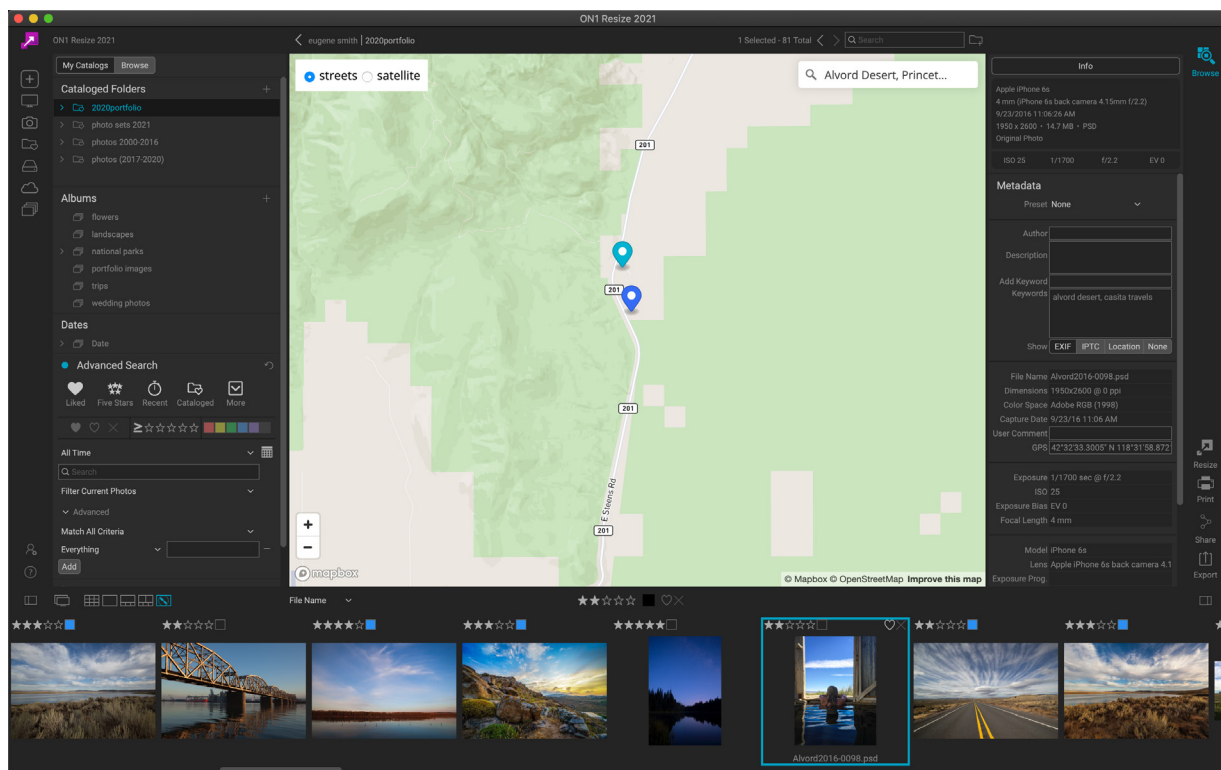 ON1 Resize 2021
ON1 Resize 2021
eugene smith | 2020portfolio
1 Selected - 81 Total
Search
My Catalogs
Browse
Cataloged Folders
2020portfolio
photo sets 2021
photos 2000-2016
photos (2017-2020)
Albums
flowers
landscapes
national parks
portfolio images
trips
wedding photos
Dates
Date
Advanced Search
Liked
Five Stars
Recent
Cataloged
More
All Time
Search
Filter Current Photos
Advanced
Match All Criteria
Everything
Add
streets
satellite
Alvord Desert, Princet...
201
201
201
E Steens Rd
201
mapbox
© Mapbox © OpenStreetMap Improve this map
Info
Apple iPhone 6s
4 mm (iPhone 6s back camera 4.15mm f/2.2)
9/23/2016 11:06:26 AM
1950 x 2600 • 14.7 MB • PSD
Original Photo
ISO 25 1/1700 f/2.2 EV 0
Metadata
Preset None
Author
Description
Add Keyword
Keywords alvord desert, casita travels
Show EXIF IPTC Location None
File Name Alvord2016-0098.psd
Dimensions 1950x2600 @ 0 ppi
Color Space Adobe RGB (1998)
Capture Date 9/23/16 11:06 AM
User Comment
GPS 42°32'33.3005" N 118°31'58.872
Exposure 1/1700 sec @ f/2.2
ISO 25
Exposure Bias EV 0
Focal Length 4 mm
Model iPhone 6s
Lens Apple iPhone 6s back camera 4.1
Exposure Prog.
Browse
Resize
Print
Share
Export
File Name
Alvord2016-0098.psd